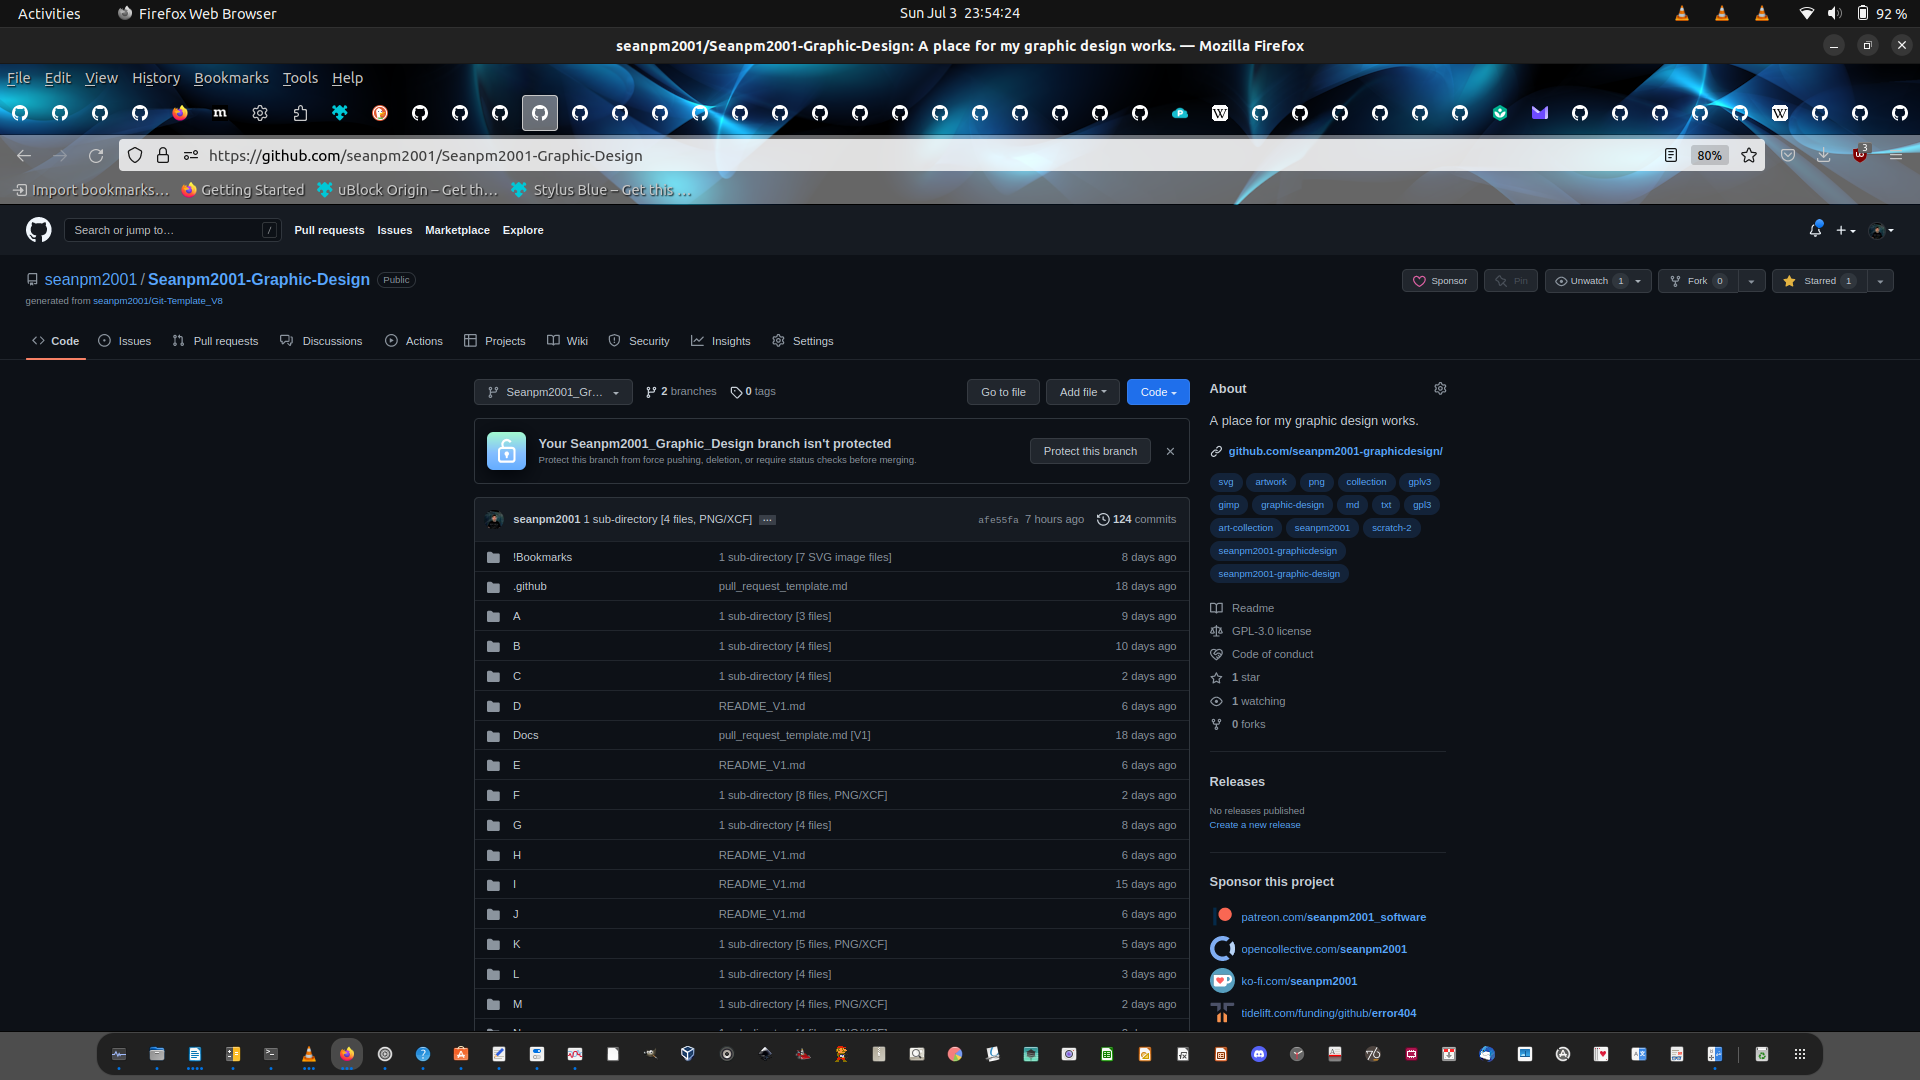 Activities
Firefox Web Browser
Sun Jul 3  23:54:24
92 %
seanpm2001/Seanpm2001-Graphic-Design: A place for my graphic design works. — Mozilla Firefox
File Edit View History Bookmarks Tools Help
https://github.com/seanpm2001/Seanpm2001-Graphic-Design
80%
3
Import bookmarks…
Getting Started
uBlock Origin – Get th…
Stylus Blue – Get this …
Search or jump to…
/
Pull requests
Issues
Marketplace
Explore
seanpm2001 / Seanpm2001-Graphic-Design Public
generated from seanpm2001/Git-Template_V8
Sponsor
Pin
Unwatch 1
Fork 0
Starred 1
Code
Issues
Pull requests
Discussions
Actions
Projects
Wiki
Security
Insights
Settings
Seanpm2001_Gr…
2 branches
0 tags
Go to file
Add file
Code
Your Seanpm2001_Graphic_Design branch isn't protected
Protect this branch from force pushing, deletion, or require status checks before merging.
Protect this branch
seanpm2001 1 sub-directory [4 files, PNG/XCF] …
afe55fa 7 hours ago
124 commits
!Bookmarks 1 sub-directory [7 SVG image files] 8 days ago
.github pull_request_template.md 18 days ago
A 1 sub-directory [3 files] 9 days ago
B 1 sub-directory [4 files] 10 days ago
C 1 sub-directory [4 files] 2 days ago
D README_V1.md 6 days ago
Docs pull_request_template.md [V1] 18 days ago
E README_V1.md 6 days ago
F 1 sub-directory [8 files, PNG/XCF] 2 days ago
G 1 sub-directory [4 files] 8 days ago
H README_V1.md 6 days ago
I README_V1.md 15 days ago
J README_V1.md 6 days ago
K 1 sub-directory [5 files, PNG/XCF] 5 days ago
L 1 sub-directory [4 files] 3 days ago
M 1 sub-directory [4 files, PNG/XCF] 2 days ago
About
A place for my graphic design works.
github.com/seanpm2001-graphicdesign/
svg artwork png collection gplv3
gimp graphic-design md txt gpl3
art-collection seanpm2001 scratch-2
seanpm2001-graphicdesign
seanpm2001-graphic-design
Readme
GPL-3.0 license
Code of conduct
1 star
1 watching
0 forks
Releases
No releases published
Create a new release
Sponsor this project
patreon.com/seanpm2001_software
opencollective.com/seanpm2001
ko-fi.com/seanpm2001
tidelift.com/funding/github/error404